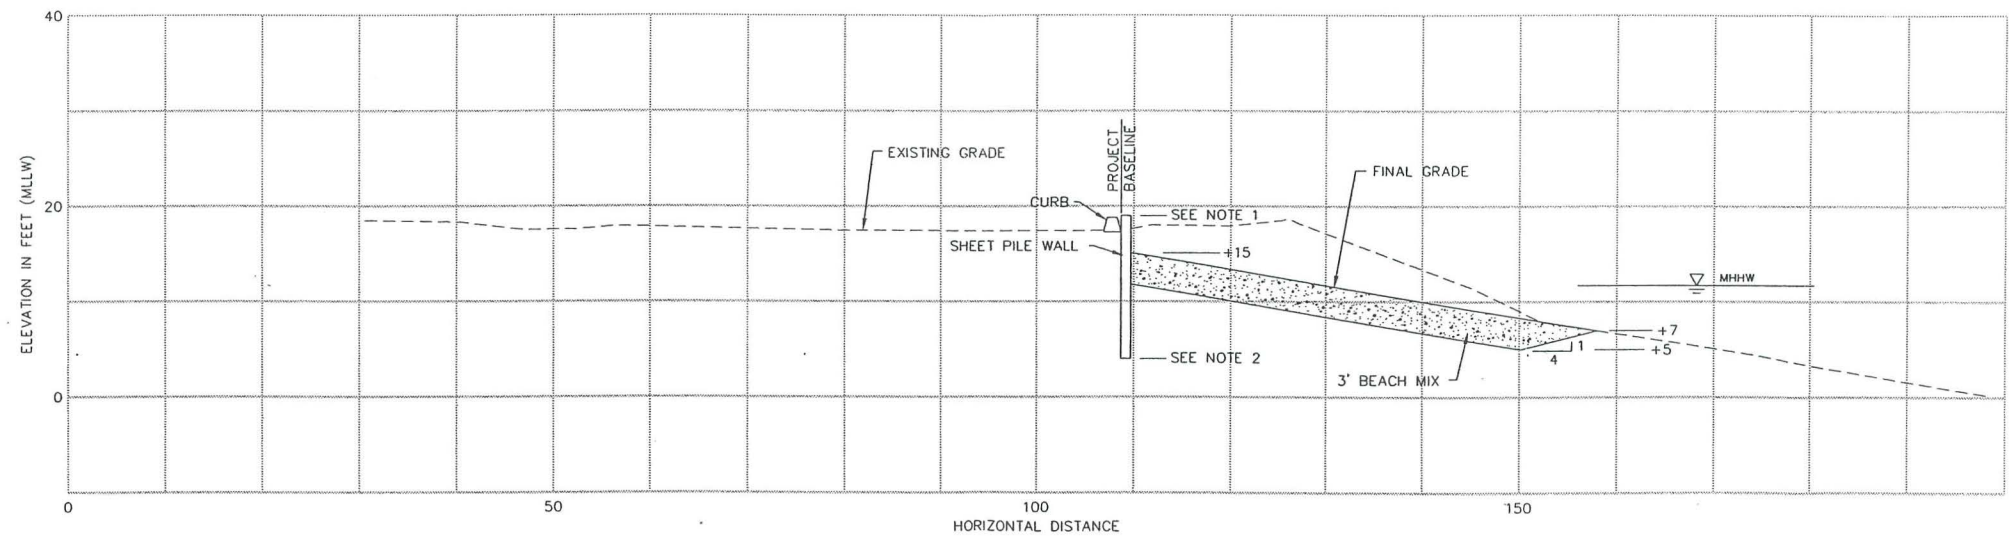 40
20
0
ELEVATION IN FEET (MLLW)
EXISTING GRADE
PROJECT
BASELINE
CURB
SHEET PILE WALL
SEE NOTE 1
FINAL GRADE
+15
MHHW
+7
1
+5
4
SEE NOTE 2
3' BEACH MIX
0
50
100
150
HORIZONTAL DISTANCE